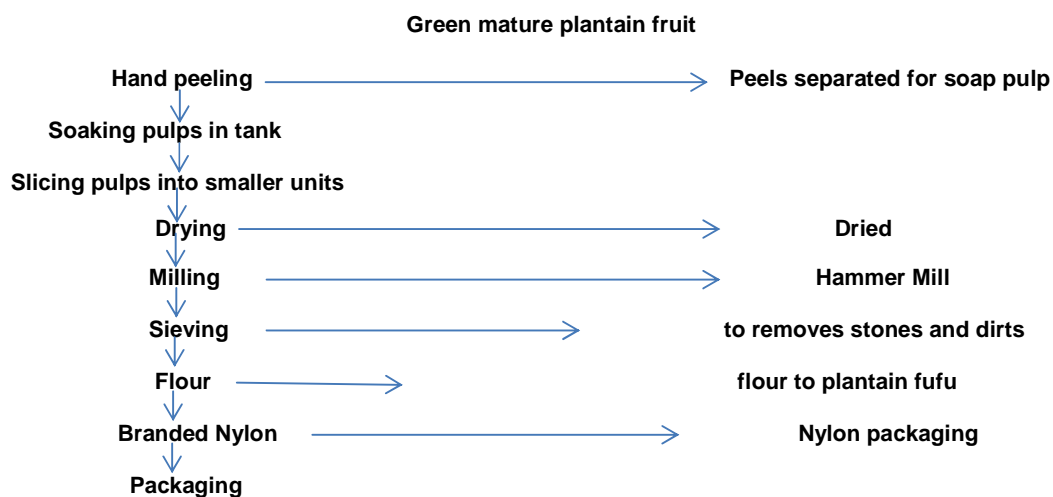 Green mature plantain fruit
Hand peeling Peels separated for soap pulp
Soaking pulps in tank
Slicing pulps into smaller units
Drying Dried
Milling Hammer Mill
Sieving to removes stones and dirts
Flour flour to plantain fufu
Branded Nylon Nylon packaging
Packaging